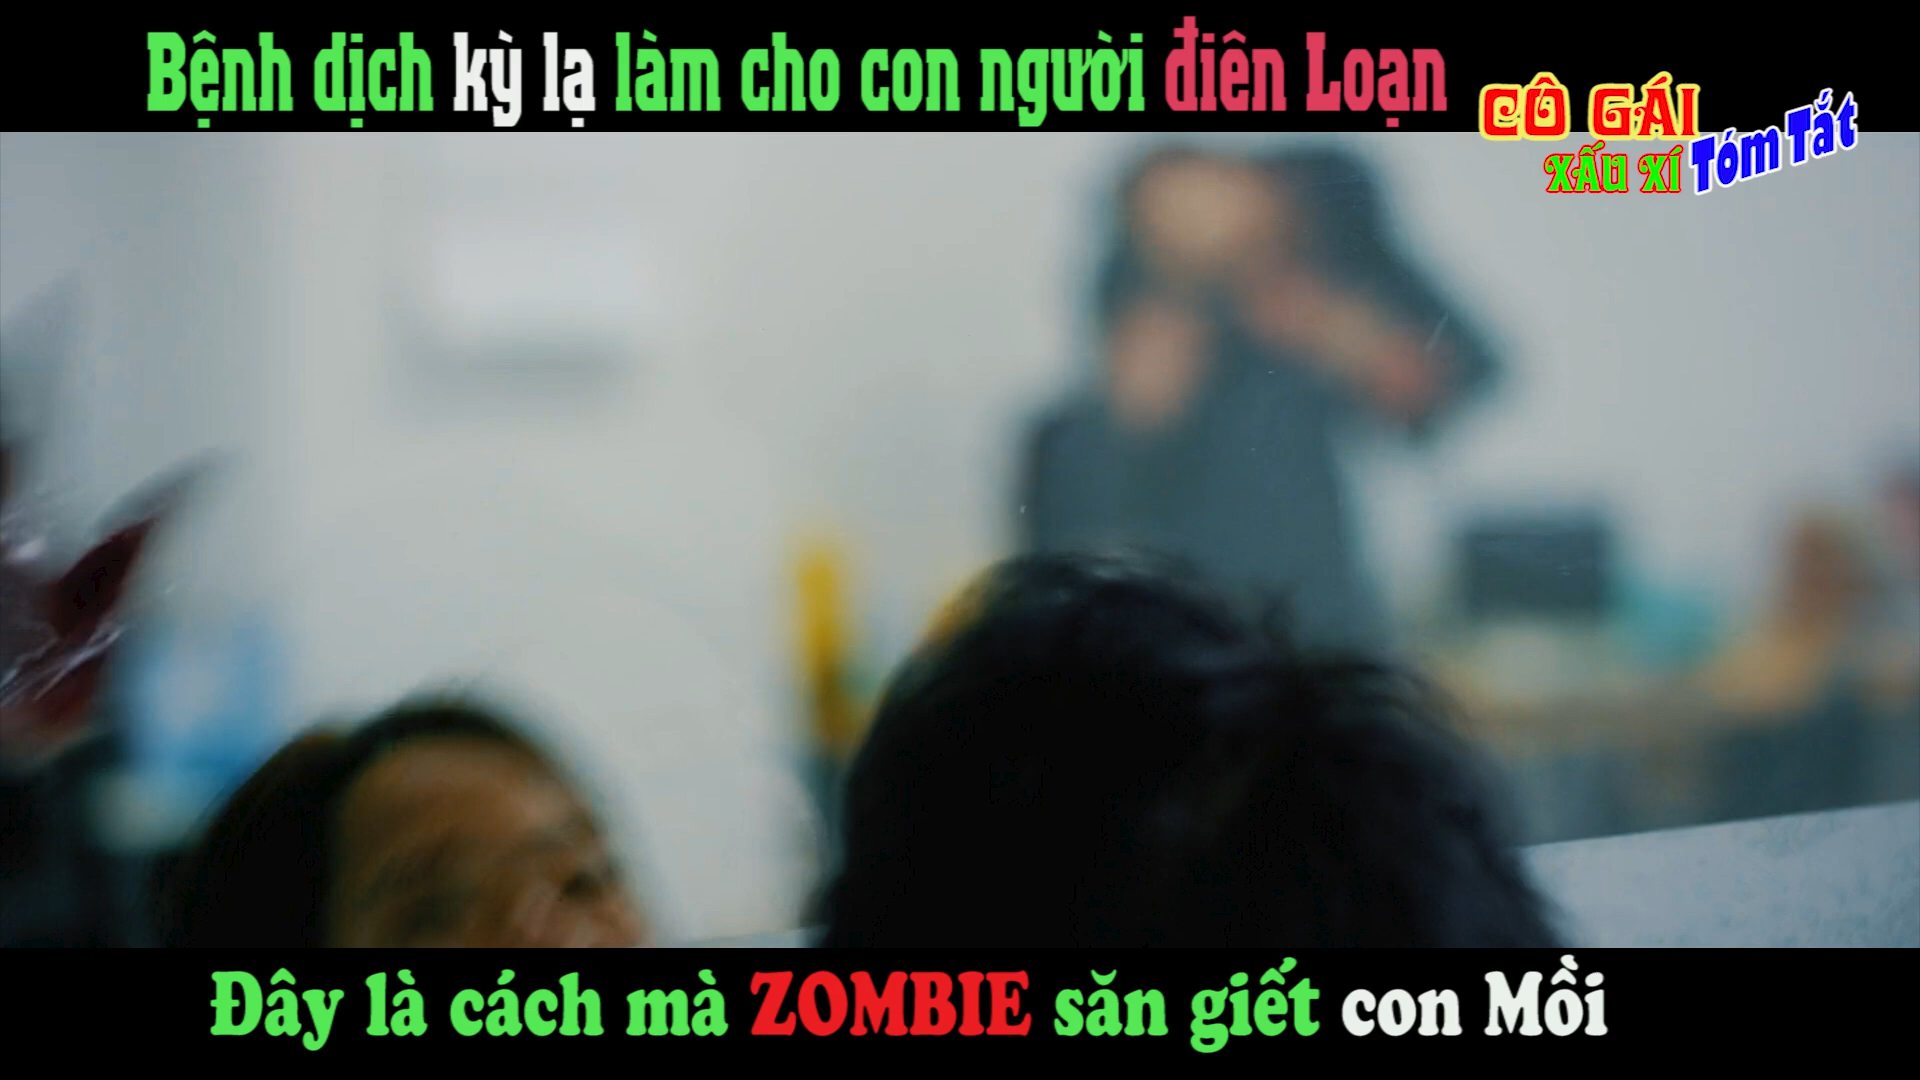 Bệnh dịch kỳ lạ làm cho con người điên Loạn
CÔ GÁI
XẤU XÍ Tóm Tắt
Đây là cách mà ZOMBIE săn giết con Mồi